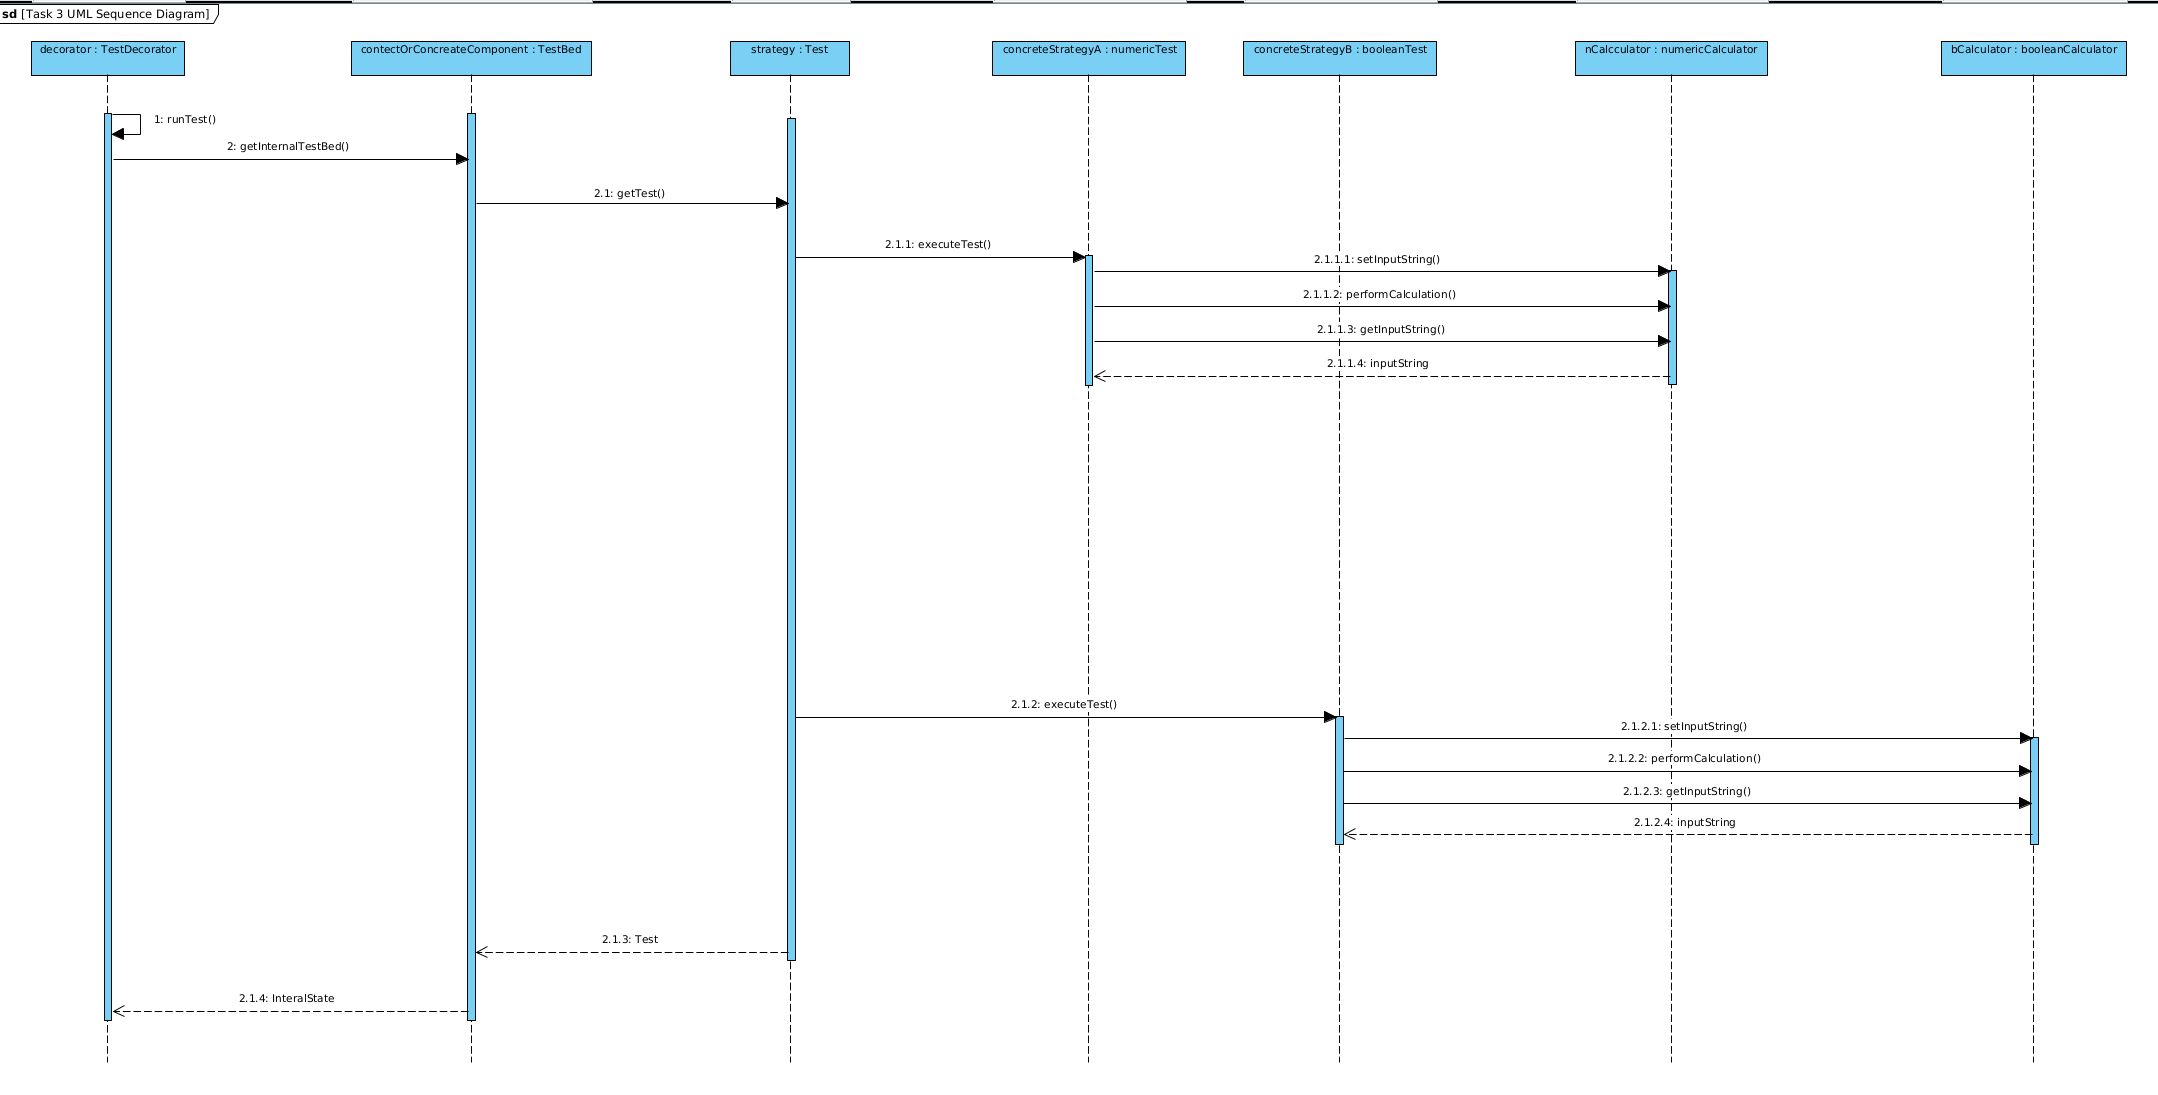 sd [Task 3 UML Sequence Diagram]
decorator : TestDecorator
contectOrConcreateComponent : TestBed
strategy : Test
concreteStrategyA : numericTest
concreteStrategyB : booleanTest
nCalcculator : numericCalculator
bCalculator : booleanCalculator
1: runTest()
2: getInternalTestBed()
2.1: getTest()
2.1.1: executeTest()
2.1.1.1: setInputString()
2.1.1.2: performCalculation()
2.1.1.3: getInputString()
2.1.1.4: inputString
2.1.2: executeTest()
2.1.2.1: setInputString()
2.1.2.2: performCalculation()
2.1.2.3: getInputString()
2.1.2.4: inputString
2.1.3: Test
2.1.4: InteralState